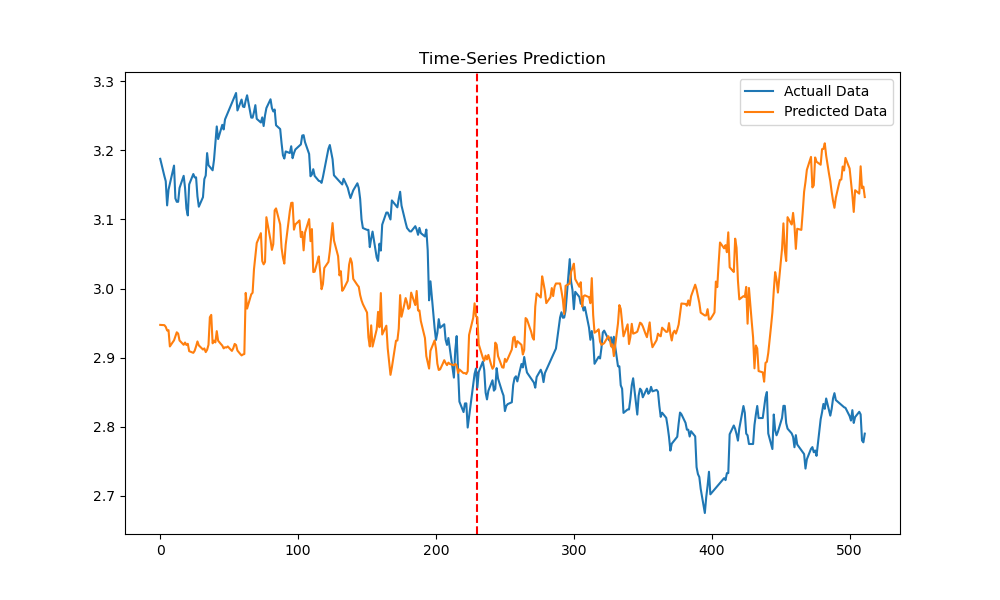 Time-Series Prediction
Actuall Data
Predicted Data
3.3
3.2
3.1
3.0
2.9
2.8
2.7
0 100 200 300 400 500